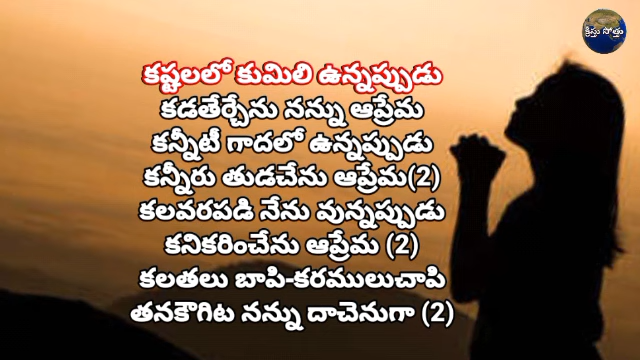 క్రీస్తు సోత్తు
కష్టలలో కుమిలి ఉన్నప్పుడు
కడతేర్చేను నన్ను ఆప్రేమ
కన్నీటీ గాదలో ఉన్నప్పుడు
కన్నీరు తుడచేను ఆప్రేమ(2)
కలవరపడి నేను వున్నప్పుడు
కనికరించేను ఆప్రేమ (2)
కలతలు బాపి-కరములుచాపి
తనకౌగిట నన్ను దాచెనుగా (2)